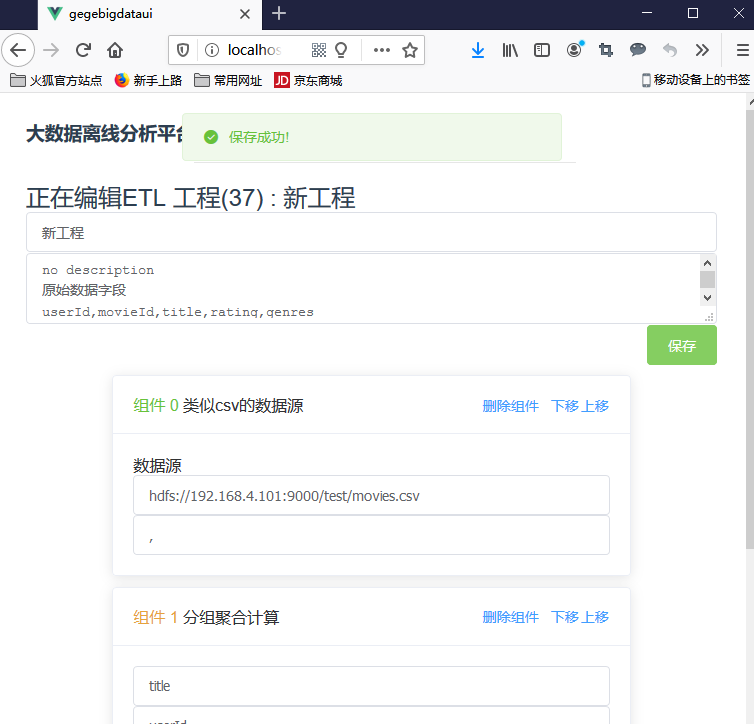 gegebigdataui
localhos
火狐官方站点 新手上路 常用网址 JD 京东商城 移动设备上的书签
大数据离线分析平台
保存成功!
正在编辑ETL 工程(37) : 新工程
新工程
no description
原始数据字段
userId,movieId,title,rating,genres
保存
组件 0 类似csv的数据源 删除组件 下移 上移
数据源
hdfs://192.168.4.101:9000/test/movies.csv
,
组件 1 分组聚合计算 删除组件 下移 上移
title
userId